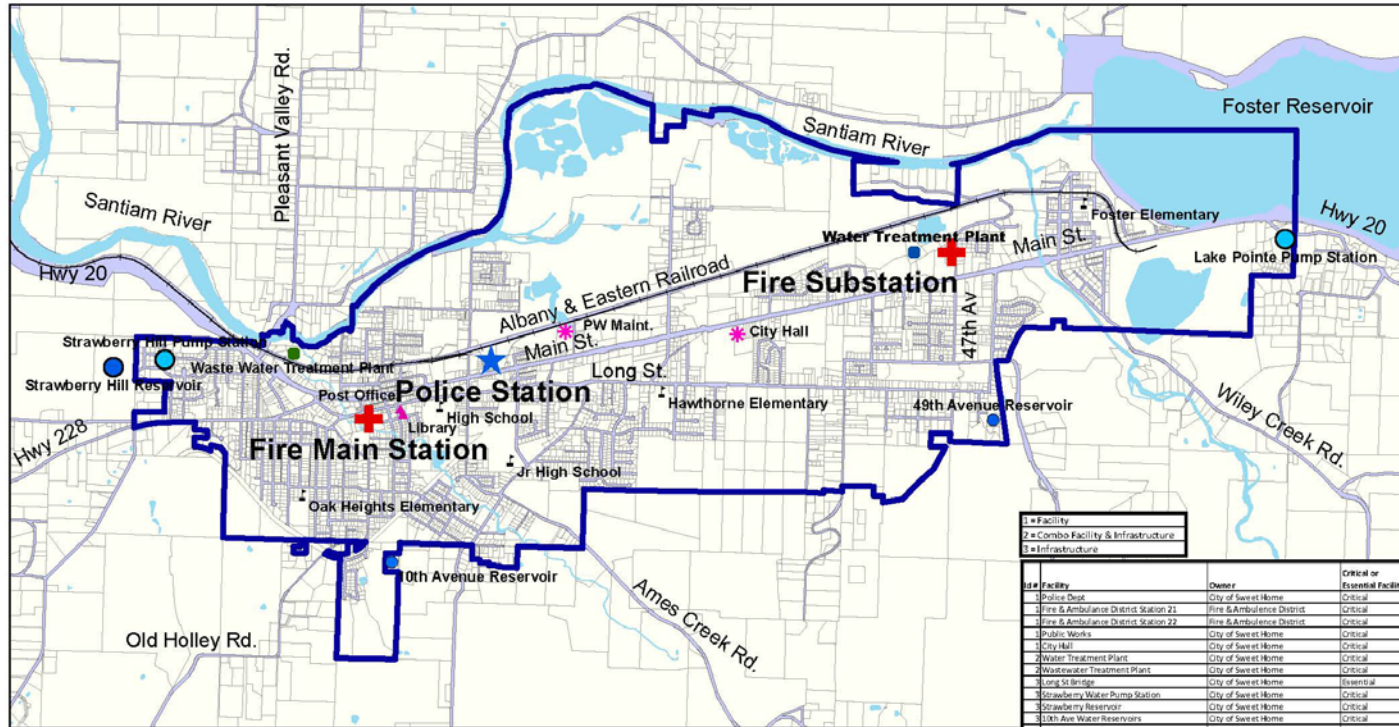 Foster Reservoir
Santiam River
Pleasant Valley Rd.
Santiam River
Foster Elementary
Hwy 20
Water Treatment Plant
Main St.
Hwy 20
Lake Pointe Pump Station
Albany & Eastern Railroad
Fire Substation
PW Maint.
City Hall
47th Av
Strawberry Hill Pump Station
Main St.
Waste Water Treatment Plant
Long St.
Strawberry Hill Reservoir
Post Office
Police Station
Hawthorne Elementary
49th Avenue Reservoir
Wiley Creek Rd.
High School
Library
Hwy 228
Fire Main Station
Jr High School
Oak Heights Elementary
10th Avenue Reservoir
Ames Creek Rd.
Old Holley Rd.
1 = Facility
2 = Combo Facility & Infrastructure
3 = Infrastructure
Id # Facility Owner Critical or Essential Facility
1 Police Dept City of Sweet Home Critical
1 Fire & Ambulance District Station 21 Fire & Ambulence District Critical
1 Fire & Ambulance District Station 22 Fire & Ambulence District Critical
1 Public Works City of Sweet Home Critical
1 City Hall City of Sweet Home Critical
2 Water Treatment Plant City of Sweet Home Critical
2 Wastewater Treatment Plant City of Sweet Home Critical
3 Long St Bridge City of Sweet Home Essential
3 Strawberry Water Pump Station City of Sweet Home Critical
3 Strawberry Reservoir City of Sweet Home Critical
3 10th Ave Water Reservoirs City of Sweet Home Critical